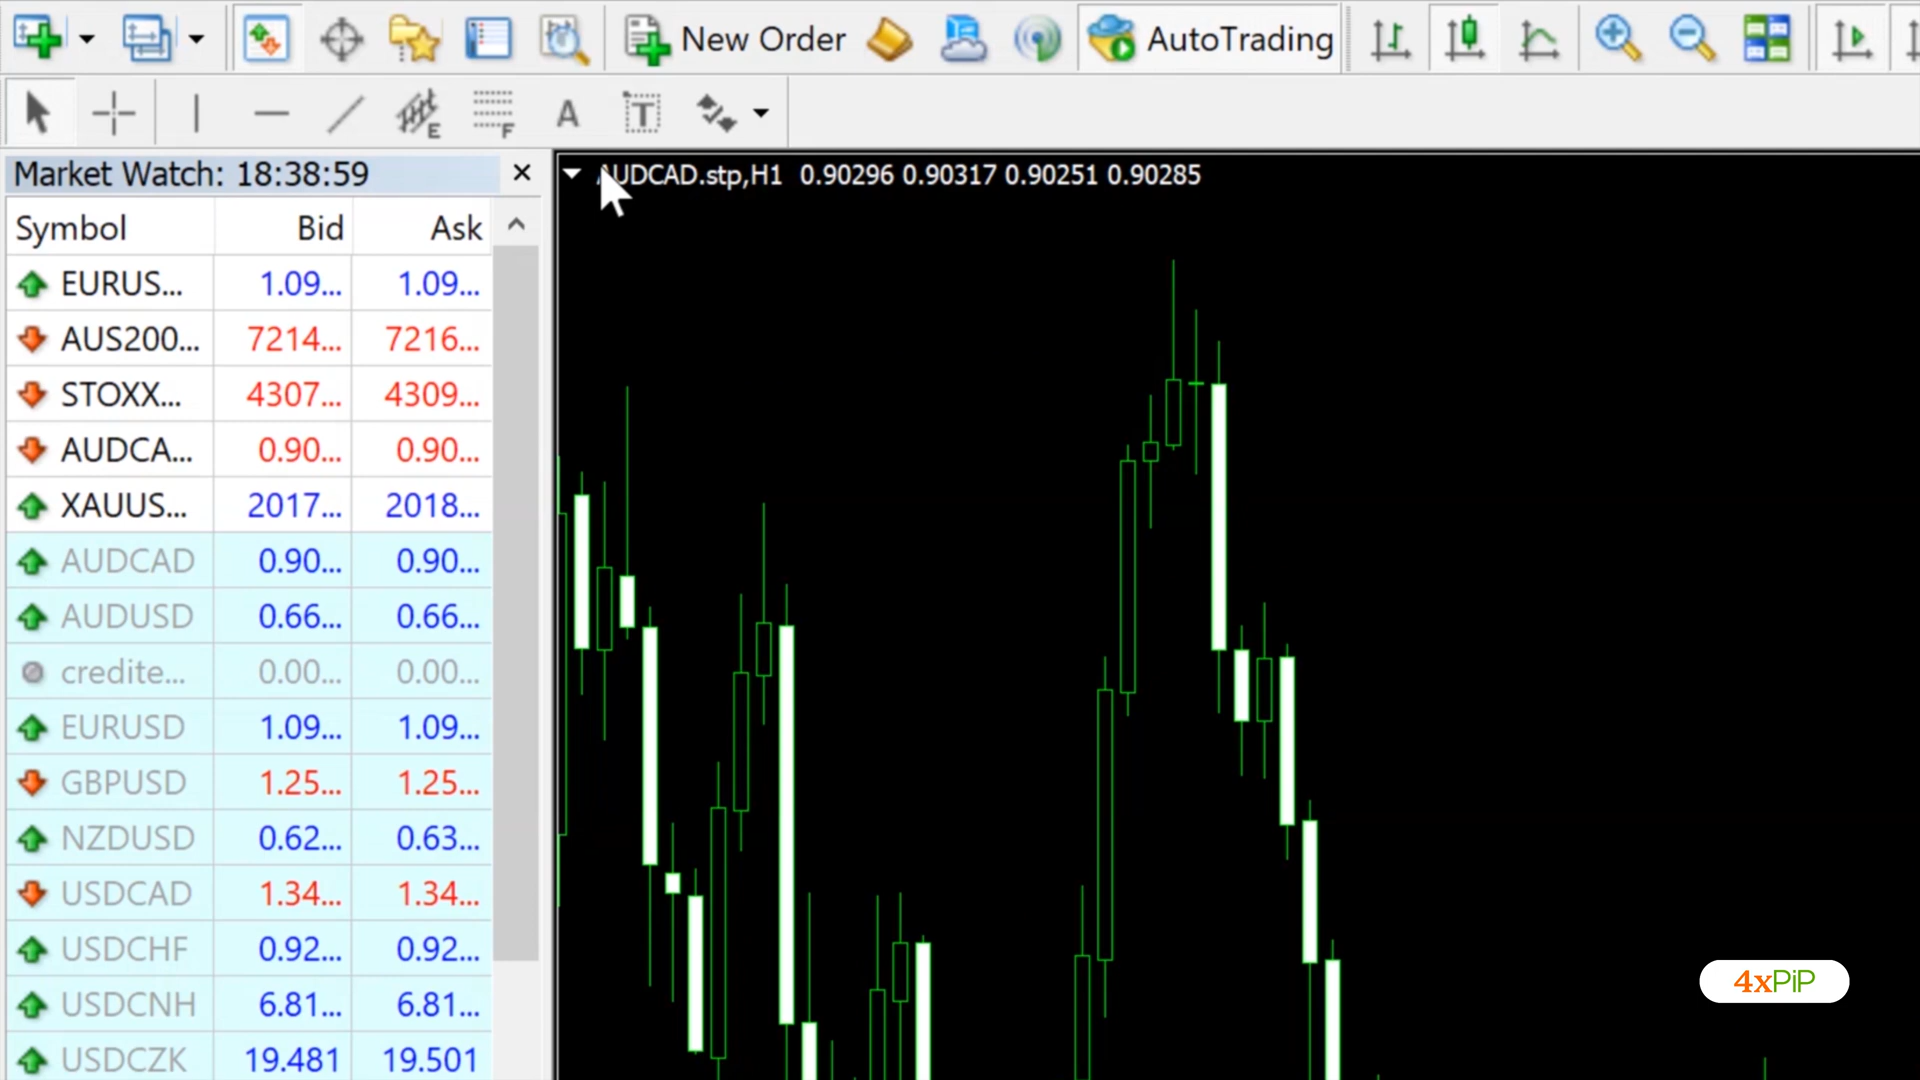 New Order
AutoTrading
E
F
A
T
Market Watch: 18:38:59
AUDCAD.stp,H1 0.90296 0.90317 0.90251 0.90285
Symbol Bid Ask
EURUS... 1.09... 1.09...
AUS200... 7214... 7216...
STOXX... 4307... 4309...
AUDCA... 0.90... 0.90...
XAUUS... 2017... 2018...
AUDCAD 0.90... 0.90...
AUDUSD 0.66... 0.66...
credite... 0.00... 0.00...
EURUSD 1.09... 1.09...
GBPUSD 1.25... 1.25...
NZDUSD 0.62... 0.63...
USDCAD 1.34... 1.34...
USDCHF 0.92... 0.92...
USDCNH 6.81... 6.81...
USDCZK 19.481 19.501
4xPiP